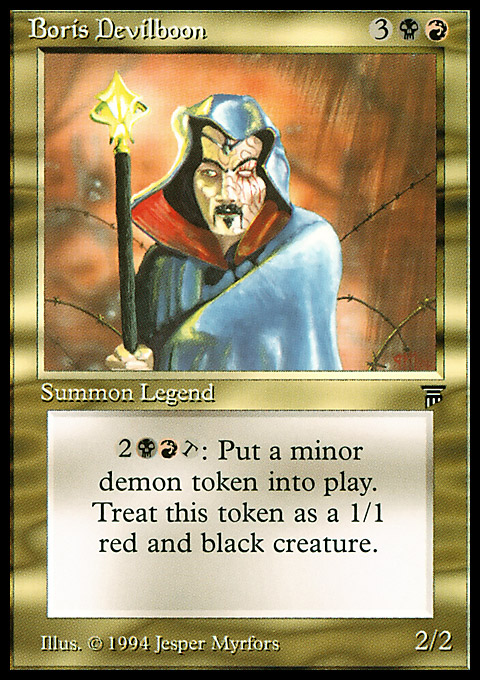 Boris Devilboon 3
Summon Legend
2 T: Put a minor
demon token into play.
Treat this token as a 1/1
red and black creature.
Illus. © 1994 Jesper Myrfors 2/2